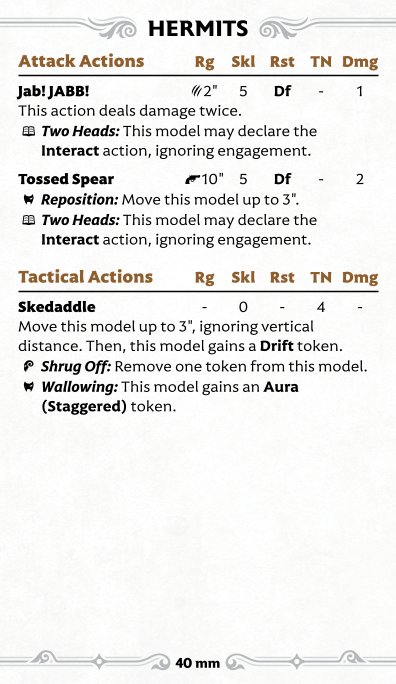 HERMITS
Attack Actions Rg Skl Rst TN Dmg
Jab! JABB! 2" 5 Df - 1
This action deals damage twice.
Two Heads: This model may declare the
Interact action, ignoring engagement.
Tossed Spear 10" 5 Df - 2
Reposition: Move this model up to 3".
Two Heads: This model may declare the
Interact action, ignoring engagement.
Tactical Actions Rg Skl Rst TN Dmg
Skedaddle - 0 - 4 -
Move this model up to 3", ignoring vertical
distance. Then, this model gains a Drift token.
Shrug Off: Remove one token from this model.
Wallowing: This model gains an Aura
(Staggered) token.
40 mm